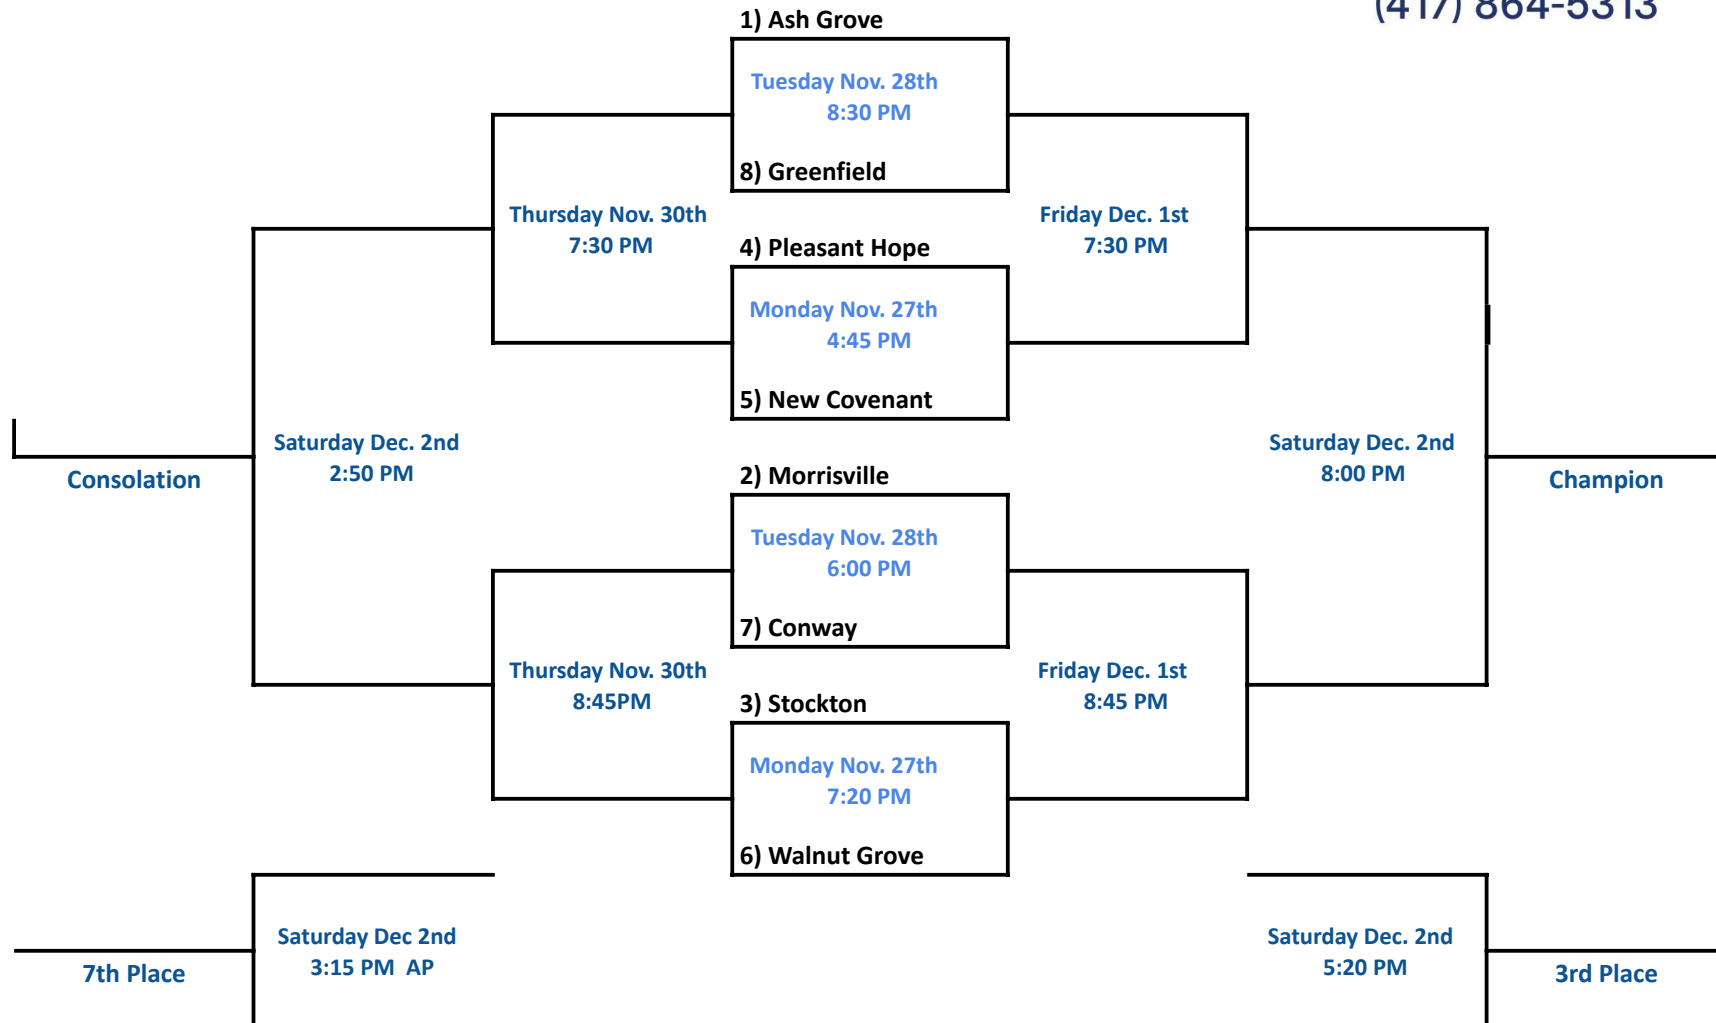 (417) 864-5313
1) Ash Grove
Tuesday Nov. 28th
8:30 PM
8) Greenfield
Thursday Nov. 30th
7:30 PM
Friday Dec. 1st
7:30 PM
4) Pleasant Hope
Monday Nov. 27th
4:45 PM
5) New Covenant
Saturday Dec. 2nd
2:50 PM
Consolation
Saturday Dec. 2nd
8:00 PM
Champion
2) Morrisville
Tuesday Nov. 28th
6:00 PM
7) Conway
Thursday Nov. 30th
8:45PM
Friday Dec. 1st
8:45 PM
3) Stockton
Monday Nov. 27th
7:20 PM
6) Walnut Grove
Saturday Dec 2nd
3:15 PM  AP
7th Place
Saturday Dec. 2nd
5:20 PM
3rd Place